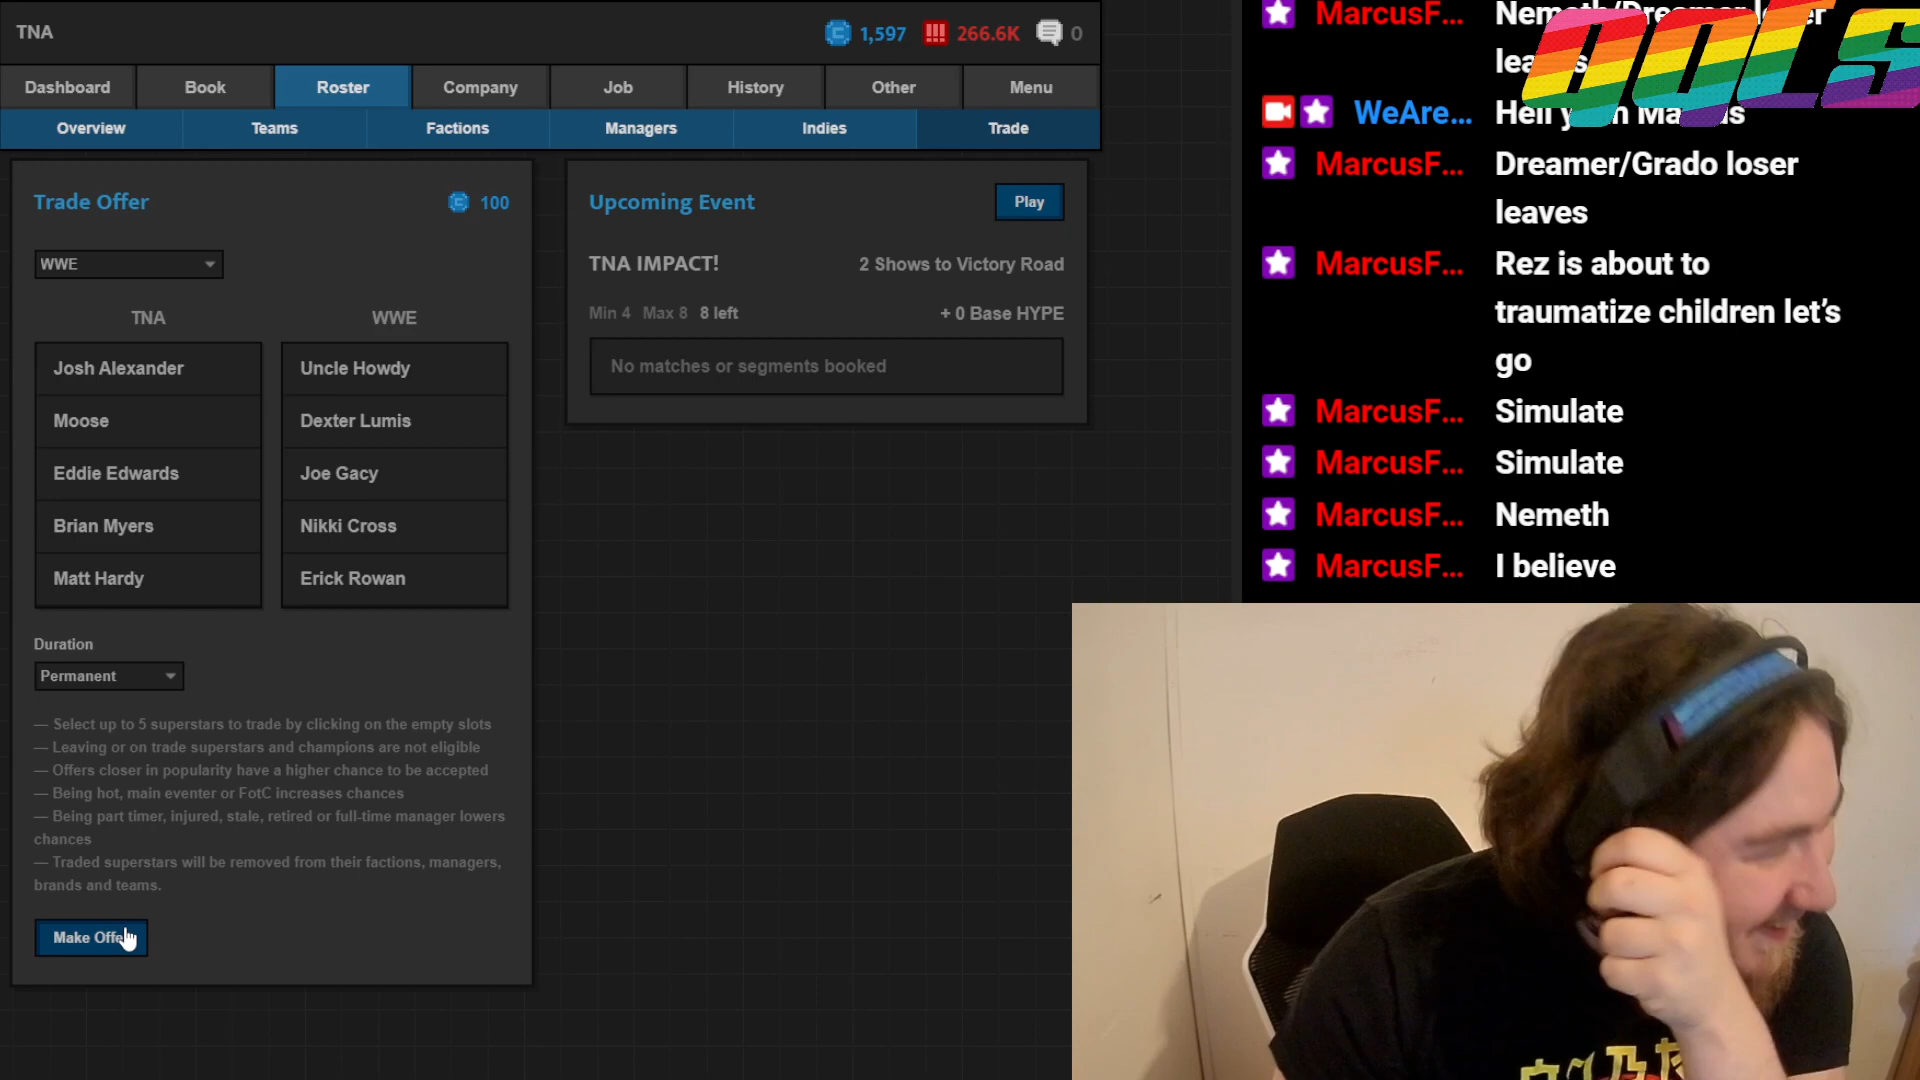 TNA
1,597
266.6K
0
Dashboard
Book
Roster
Company
Job
History
Other
Menu
Overview
Teams
Factions
Managers
Indies
Trade
Trade Offer
100
WWE
TNA
WWE
Josh Alexander
Moose
Eddie Edwards
Brian Myers
Matt Hardy
Uncle Howdy
Dexter Lumis
Joe Gacy
Nikki Cross
Erick Rowan
Duration
Permanent
— Select up to 5 superstars to trade by clicking on the empty slots
— Leaving or on trade superstars and champions are not eligible
— Offers closer in popularity have a higher chance to be accepted
— Being hot, main eventer or FotC increases chances
— Being part timer, injured, stale, retired or full-time manager lowers
chances
— Traded superstars will be removed from their factions, managers,
brands and teams.
Make
Upcoming Event
Play
TNA IMPACT!
2 Shows to Victory Road
Min 4 Max 8 8 left
+ 0 Base HYPE
No matches or segments booked
MarcusF...
WeAre...
MarcusF... Dreamer/Grado loser
leaves
MarcusF... Rez is about to
traumatize children let’s
go
MarcusF... Simulate
MarcusF... Simulate
MarcusF... Nemeth
MarcusF... I believe